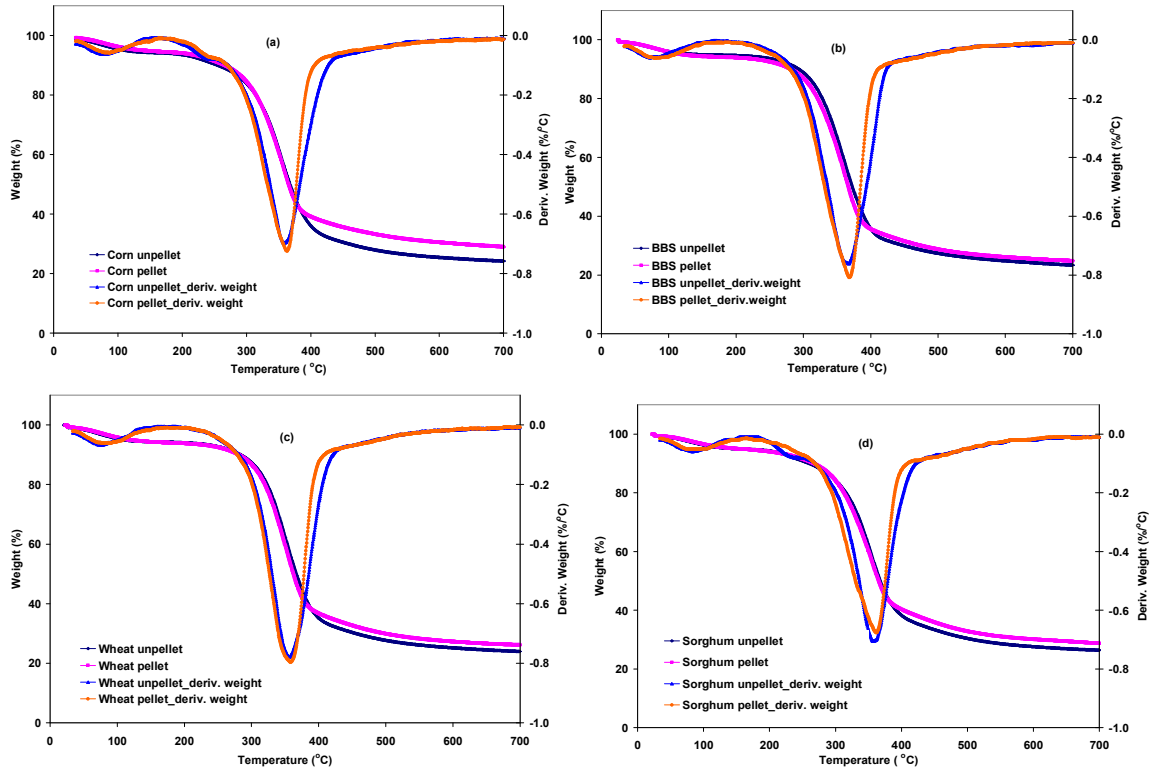 (a)
Weight (%)
100
80
60
40
20
0
0.0
-0.2
-0.4
-0.6
-0.8
-1.0
Deriv. Weight (%/°C)
Corn unpellet
Corn pellet
Corn unpellet_deriv. weight
Corn pellet_deriv. weight
0 100 200 300 400 500 600 700
Temperature ( °C)
(b)
Weight (%)
100
80
60
40
20
0
0.0
-0.2
-0.4
-0.6
-0.8
-1.0
Deriv. Weight (%/°C)
BBS unpellet
BBS pellet
BBS unpellet_deriv.weight
BBS pellet_deriv.weight
0 100 200 300 400 500 600 700
Temperature ( °C)
(c)
Weight (%)
100
80
60
40
20
0
0.0
-0.2
-0.4
-0.6
-0.8
-1.0
Deriv. Weight (%/°C)
Wheat unpellet
Wheat pellet
Wheat unpellet_deriv. weight
Wheat pellet_deriv. weight
0 100 200 300 400 500 600 700
Temperature (°C)
(d)
Weight (%)
100
80
60
40
20
0
0.0
-0.2
-0.4
-0.6
-0.8
-1.0
Deriv. Weight (%/°C)
Sorghum unpellet
Sorghum pellet
Sorghum unpellet_deriv. weight
Sorghum pellet_deriv. weight
0 100 200 300 400 500 600 700
Temperature (°C)